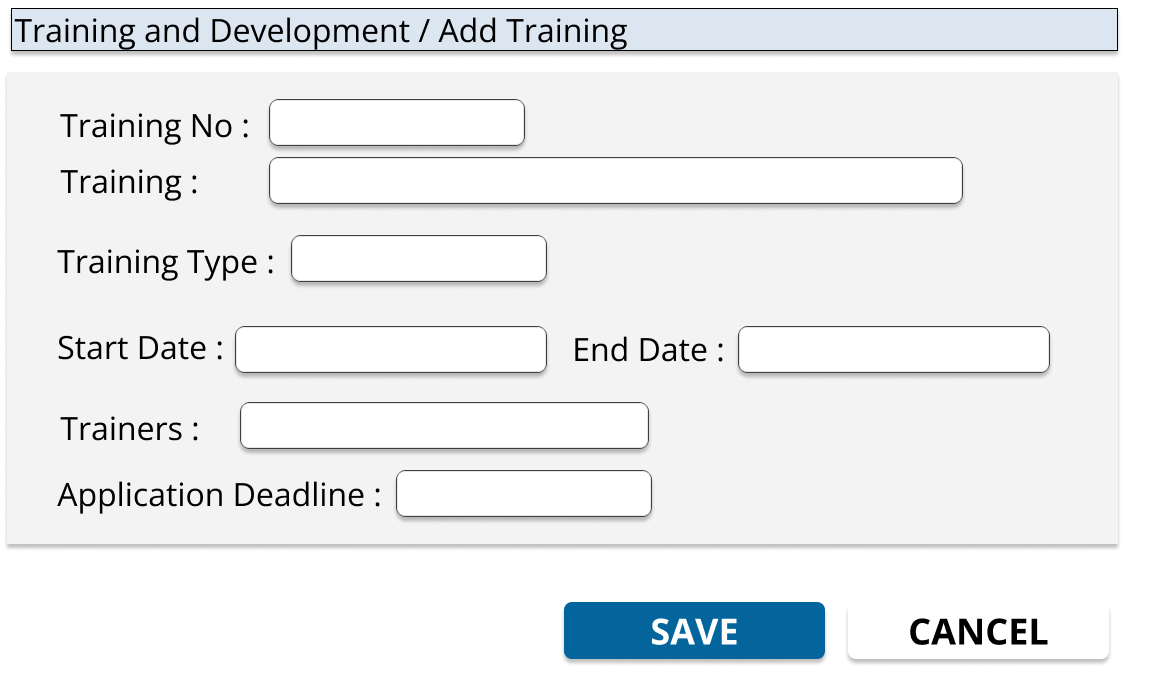 Training and Development / Add Training
Training No :
Training :
Training Type :
Start Date : End Date :
Trainers :
Application Deadline :
SAVE CANCEL